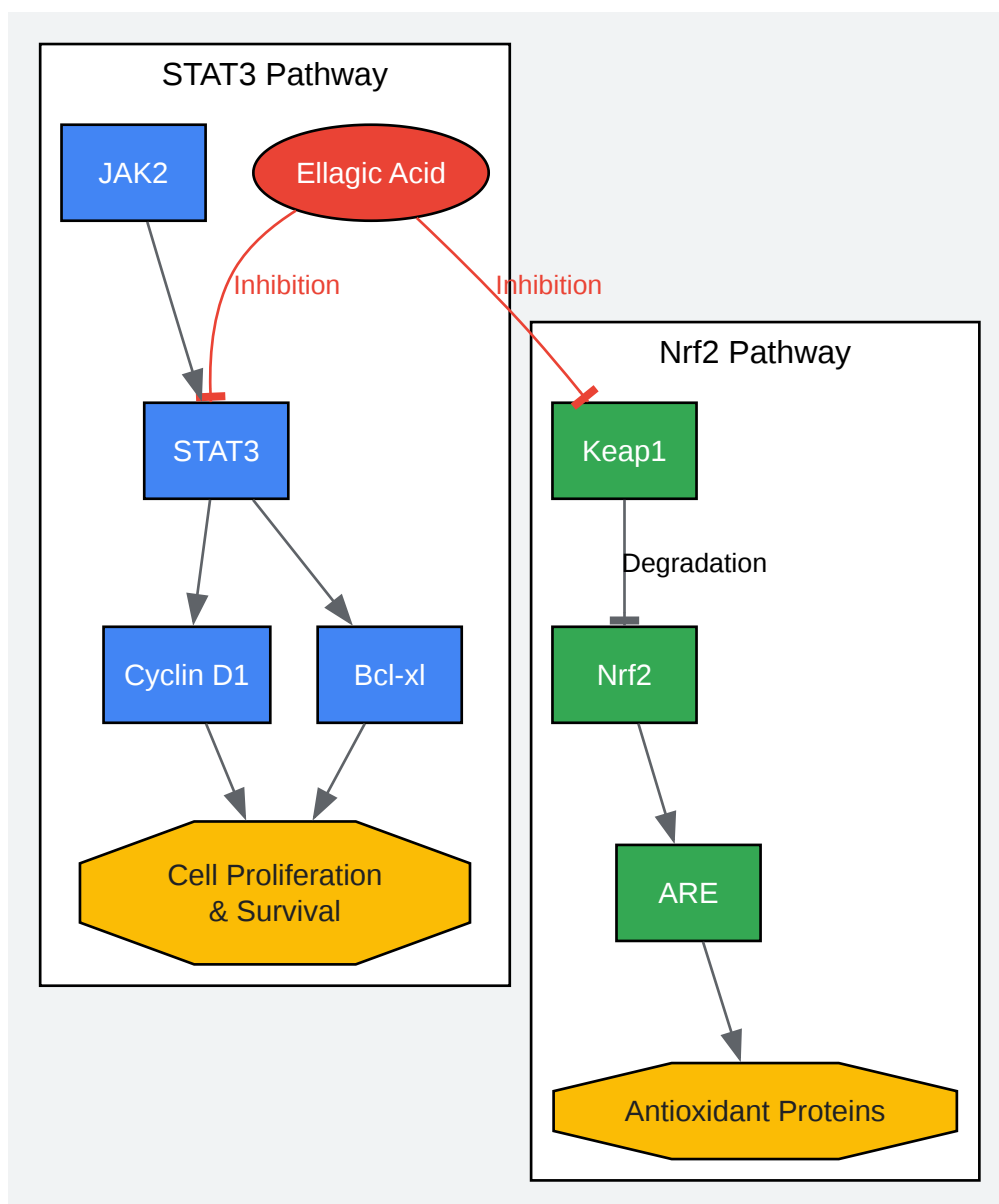 STAT3 Pathway
JAK2
Ellagic Acid
Inhibition
Inhibition
STAT3
Cyclin D1
Bcl-xl
Cell Proliferation
& Survival
Nrf2 Pathway
Keap1
Degradation
Nrf2
ARE
Antioxidant Proteins